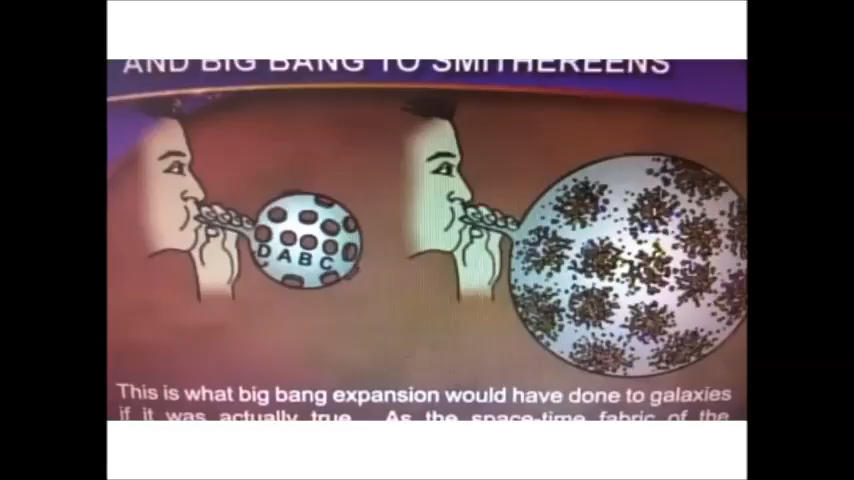 AND BIG BANG TO SMITHEREENS
D A B C
This is what big bang expansion would have done to galaxies
if it was actually true. As the space-time fabric of the